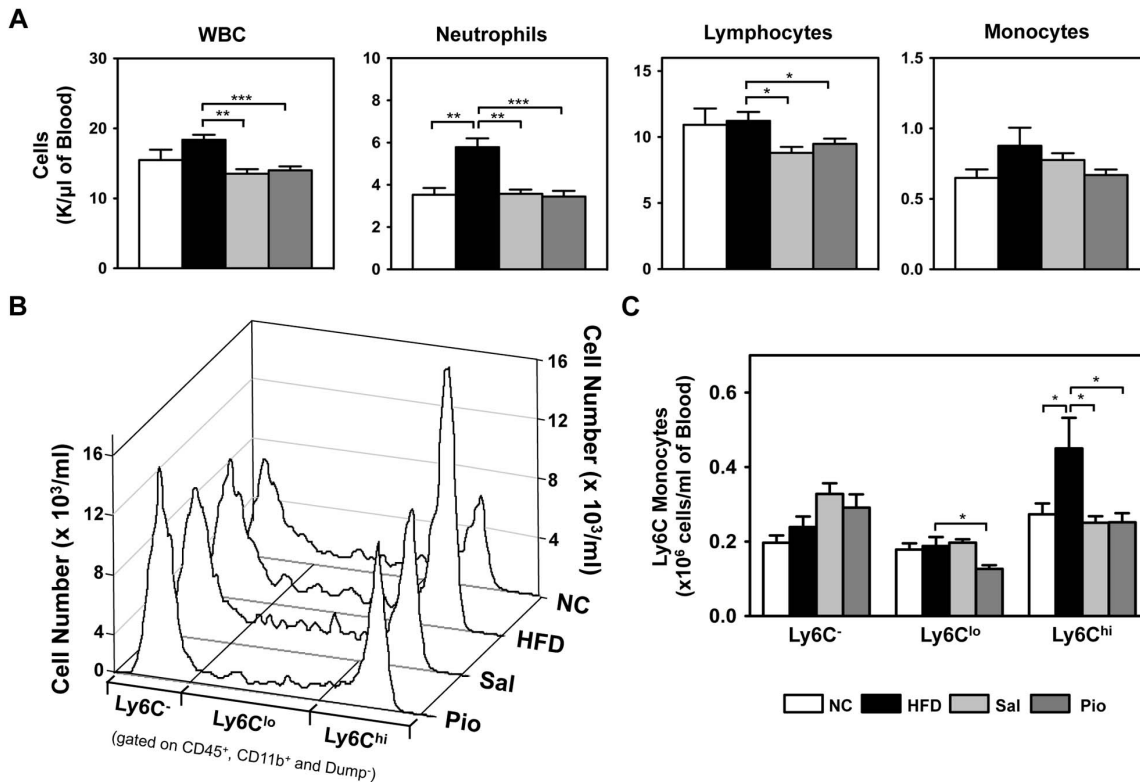 A
WBC
Neutrophils
Lymphocytes
Monocytes
Cells
(K/µl of Blood)
30
20
10
0
***
**
10
8
6
4
2
0
**
***
**
15
10
5
0
*
*
1.5
1.0
0.5
0.0
B
Cell Number (x 10³/ml)
16
12
8
4
0
Cell Number (x 10³/ml)
16
12
8
4
NC
HFD
Sal
Pio
Ly6C⁻
Ly6Cˡᵒ
Ly6Cʰⁱ
(gated on CD45⁺, CD11b⁺ and Dump⁻)
C
Ly6C Monocytes
(x10⁶ cells/ml of Blood)
0.6
0.4
0.2
0.0
*
*
*
*
Ly6C⁻
Ly6Cˡᵒ
Ly6Cʰⁱ
NC
HFD
Sal
Pio